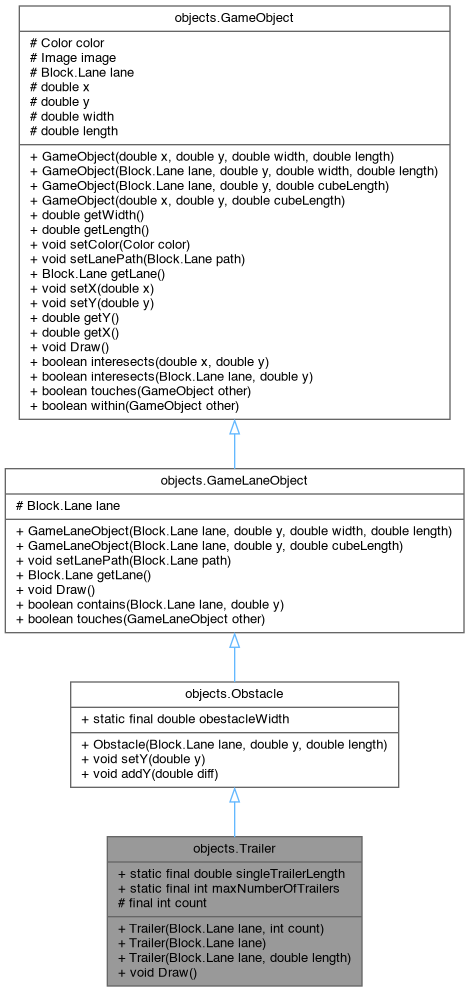 objects.GameObject
# Color color
# Image image
# Block.Lane lane
# double x
# double y
# double width
# double length
+ GameObject(double x, double y, double width, double length)
+ GameObject(Block.Lane lane, double y, double width, double length)
+ GameObject(Block.Lane lane, double y, double cubeLength)
+ GameObject(double x, double y, double cubeLength)
+ double getWidth()
+ double getLength()
+ void setColor(Color color)
+ void setLanePath(Block.Lane path)
+ Block.Lane getLane()
+ void setX(double x)
+ void setY(double y)
+ double getY()
+ double getX()
+ void Draw()
+ boolean interesects(double x, double y)
+ boolean interesects(Block.Lane lane, double y)
+ boolean touches(GameObject other)
+ boolean within(GameObject other)
objects.GameLaneObject
# Block.Lane lane
+ GameLaneObject(Block.Lane lane, double y, double width, double length)
+ GameLaneObject(Block.Lane lane, double y, double cubeLength)
+ void setLanePath(Block.Lane path)
+ Block.Lane getLane()
+ void Draw()
+ boolean contains(Block.Lane lane, double y)
+ boolean touches(GameLaneObject other)
objects.Obstacle
+ static final double obestacleWidth
+ Obstacle(Block.Lane lane, double y, double length)
+ void setY(double y)
+ void addY(double diff)
objects.Trailer
+ static final double singleTrailerLength
+ static final int maxNumberOfTrailers
# final int count
+ Trailer(Block.Lane lane, int count)
+ Trailer(Block.Lane lane)
+ Trailer(Block.Lane lane, double length)
+ void Draw()